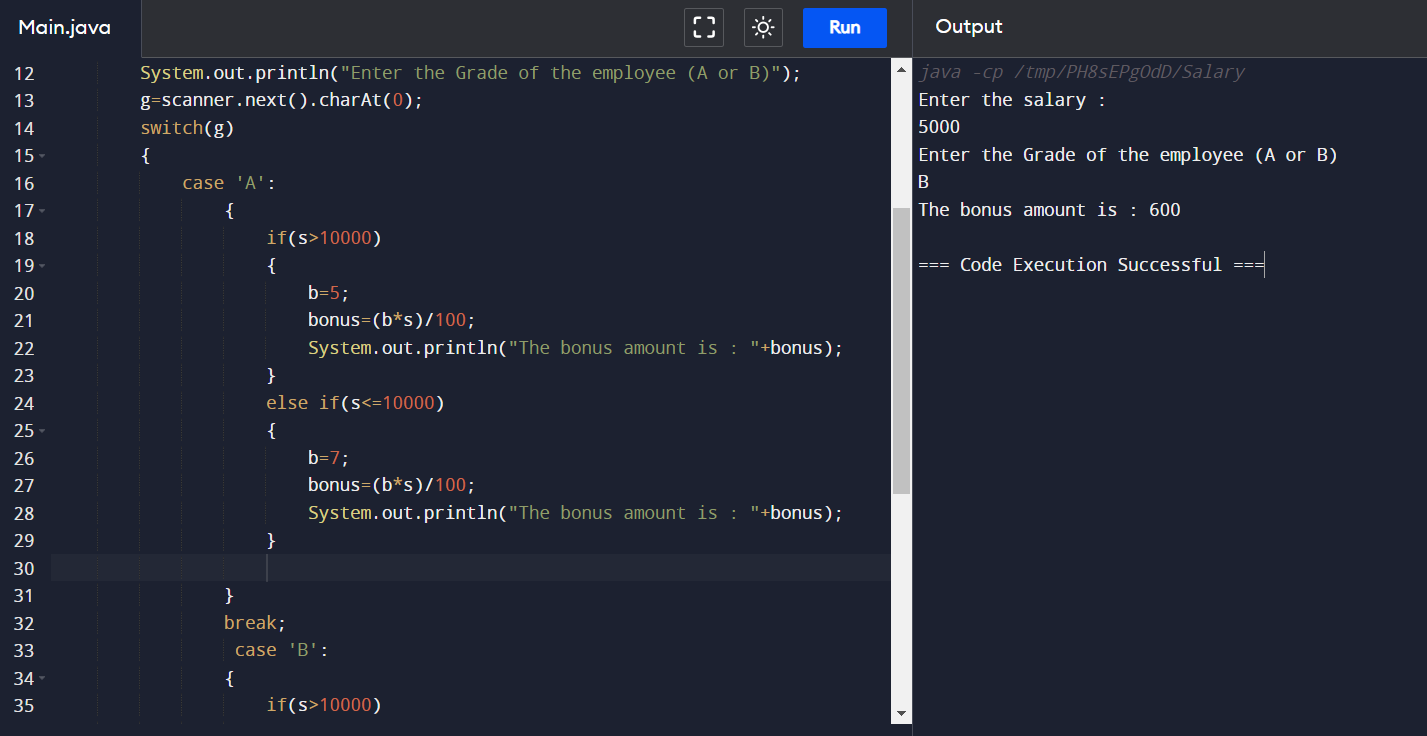 Main.java
Run
Output
12 System.out.println("Enter the Grade of the employee (A or B)");
13 g=scanner.next().charAt(0);
14 switch(g)
15 {
16 case 'A':
17 {
18 if(s>10000)
19 {
20 b=5;
21 bonus=(b*s)/100;
22 System.out.println("The bonus amount is : "+bonus);
23 }
24 else if(s<=10000)
25 {
26 b=7;
27 bonus=(b*s)/100;
28 System.out.println("The bonus amount is : "+bonus);
29 }
30
31 }
32 break;
33 case 'B':
34 {
35 if(s>10000)
java -cp /tmp/PH8sEPgOdD/Salary
Enter the salary :
5000
Enter the Grade of the employee (A or B)
B
The bonus amount is : 600
=== Code Execution Successful ===